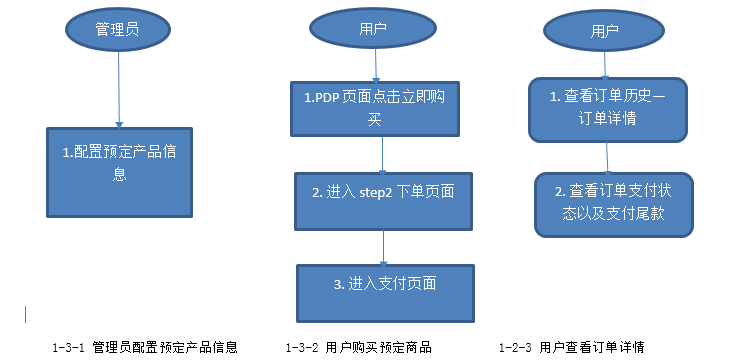 管理员
1.配置预定产品信
息
用户
1.PDP 页面点击立即购
买
2. 进入 step2 下单页面
3. 进入支付页面
用户
1. 查看订单历史—
订单详情
2. 查看订单支付状
态以及支付尾款
1-3-1 管理员配置预定产品信息
1-3-2 用户购买预定商品
1-2-3 用户查看订单详情